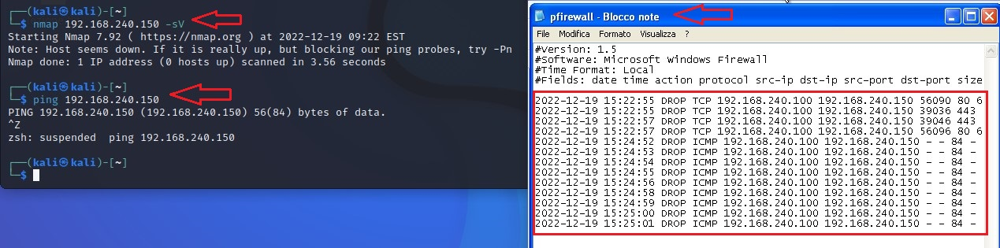 (kali㉿kali)-[~]
$ nmap 192.168.240.150 -sV
Starting Nmap 7.92 ( https://nmap.org ) at 2022-12-19 09:22 EST
Note: Host seems down. If it is really up, but blocking our ping probes, try -Pn
Nmap done: 1 IP address (0 hosts up) scanned in 3.56 seconds
(kali㉿kali)-[~]
$ ping 192.168.240.150
PING 192.168.240.150 (192.168.240.150) 56(84) bytes of data.
^Z
zsh: suspended  ping 192.168.240.150
(kali㉿kali)-[~]
$
pfirewall - Blocco note
File Modifica Formato Visualizza ?
#Version: 1.5
#Software: Microsoft Windows Firewall
#Time Format: Local
#Fields: date time action protocol src-ip dst-ip src-port dst-port size
2022-12-19 15:22:55 DROP TCP 192.168.240.100 192.168.240.150 56090 80 6
2022-12-19 15:22:55 DROP TCP 192.168.240.100 192.168.240.150 39036 443
2022-12-19 15:22:57 DROP TCP 192.168.240.100 192.168.240.150 39046 443
2022-12-19 15:22:57 DROP TCP 192.168.240.100 192.168.240.150 56096 80 6
2022-12-19 15:24:52 DROP ICMP 192.168.240.100 192.168.240.150 - - 84 -
2022-12-19 15:24:53 DROP ICMP 192.168.240.100 192.168.240.150 - - 84 -
2022-12-19 15:24:54 DROP ICMP 192.168.240.100 192.168.240.150 - - 84 -
2022-12-19 15:24:55 DROP ICMP 192.168.240.100 192.168.240.150 - - 84 -
2022-12-19 15:24:56 DROP ICMP 192.168.240.100 192.168.240.150 - - 84 -
2022-12-19 15:24:58 DROP ICMP 192.168.240.100 192.168.240.150 - - 84 -
2022-12-19 15:24:59 DROP ICMP 192.168.240.100 192.168.240.150 - - 84 -
2022-12-19 15:25:00 DROP ICMP 192.168.240.100 192.168.240.150 - - 84 -
2022-12-19 15:25:01 DROP ICMP 192.168.240.100 192.168.240.150 - - 84 -